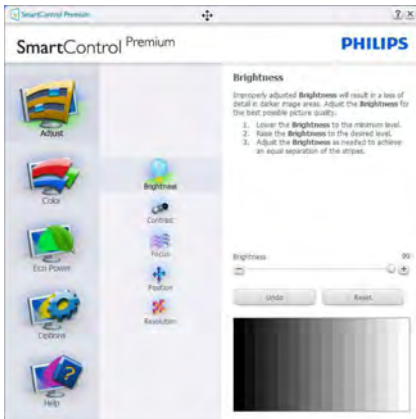 SmartControl Premium
SmartControl Premium
PHILIPS
Adjust
Color
Eco Power
Options
Help
Brightness
Contrast
Focus
Position
Resolution
Brightness
Improperly adjusted Brightness will result in a loss of
detail in darker image areas. Adjust the Brightness for
the best possible picture quality.
1. Lower the Brightness to the minimum level.
2. Raise the Brightness to the desired level.
3. Adjust the Brightness as needed to achieve
an equal separation of the stripes.
Brightness 99
Undo Reset